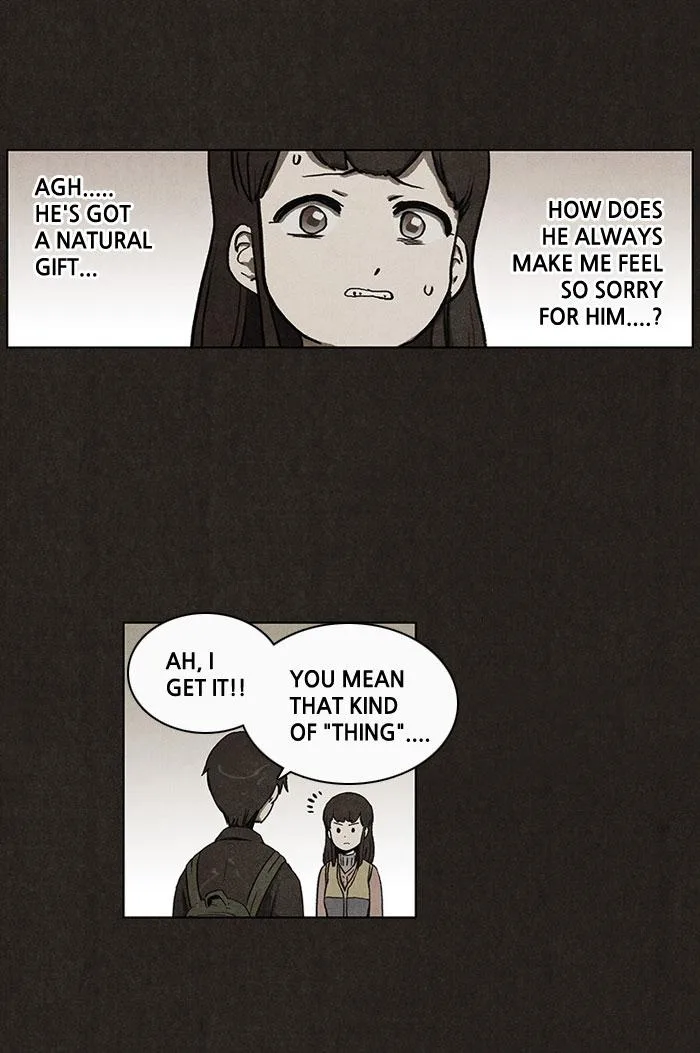 AGH.....
HE'S GOT
A NATURAL
GIFT...
HOW DOES
HE ALWAYS
MAKE ME FEEL
SO SORRY
FOR HIM....?
AH, I
GET IT!!
YOU MEAN
THAT KIND
OF "THING"....